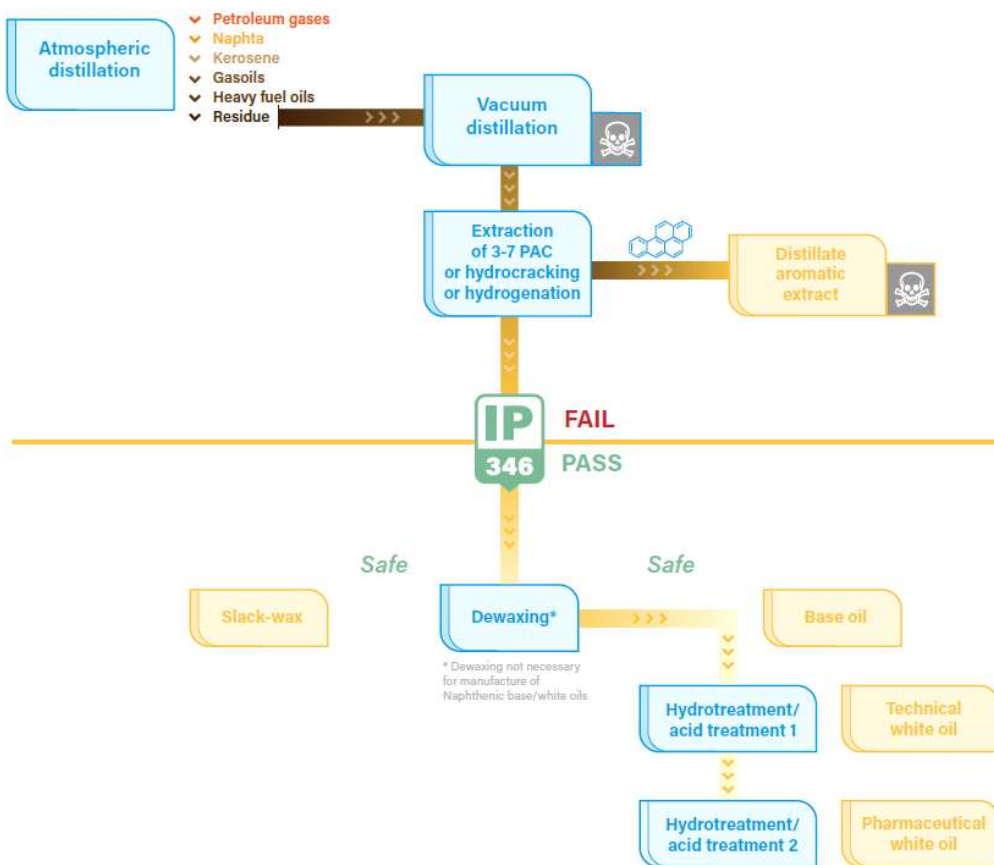 Atmospheric
distillation
Petroleum gases
Naphta
Kerosene
Gasoils
Heavy fuel oils
Residue
>>>
Vacuum
distillation
Extraction
of 3-7 PAC
or hydrocracking
or hydrogenation
>>>
Distillate
aromatic
extract
IP
346
FAIL
PASS
Safe
Safe
Slack-wax
Dewaxing*
>>>
Base oil
* Dewaxing not necessary
for manufacture of
Naphthenic base/white oils
Hydrotreatment/
acid treatment 1
Technical
white oil
Hydrotreatment/
acid treatment 2
Pharmaceutical
white oil